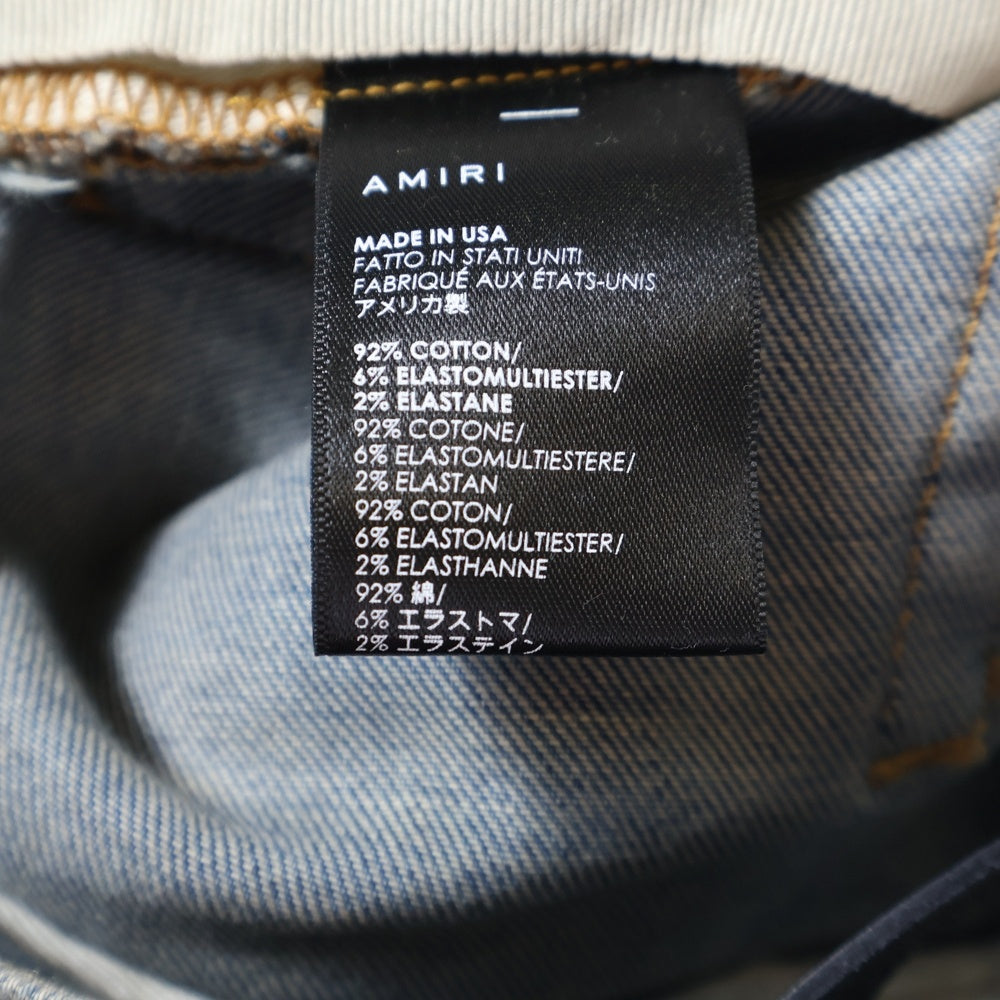 AMIRI
MADE IN USA
FATTO IN STATI UNITI
FABRIQUÉ AUX ÉTATS-UNIS
アメリカ製
92% COTTON/
6% ELASTOMULTIESTER/
2% ELASTANE
92% COTONE/
6% ELASTOMULTIESTERE/
2% ELASTAN
92% COTON/
6% ELASTOMULTIESTER/
2% ELASTHANNE
92% 綿/
6% エラストマ/
2% エラステイン